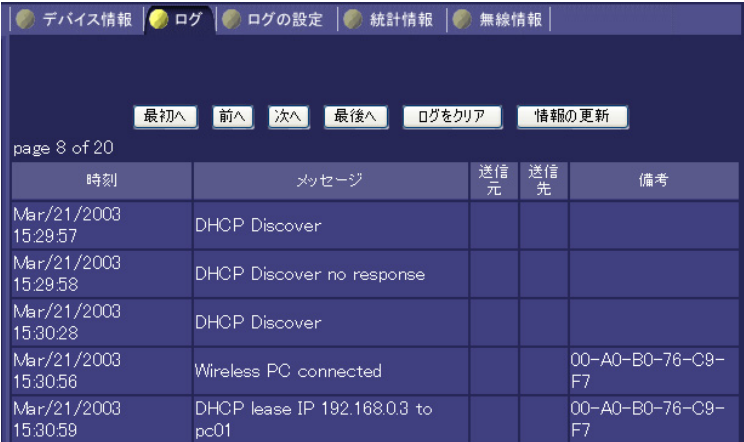 デバイス情報 ログ ログの設定 統計情報 無線情報
最初へ 前へ 次へ 最後へ ログをクリア 情報の更新
page 8 of 20
時刻 メッセージ 送信元 送信先 備考
Mar/21/2003
15:29:57
DHCP Discover
Mar/21/2003
15:29:58
DHCP Discover no response
Mar/21/2003
15:30:28
DHCP Discover
Mar/21/2003
15:30:56
Wireless PC connected
00-A0-B0-76-C9-
F7
Mar/21/2003
15:30:59
DHCP lease IP 192.168.0.3 to
pc01
00-A0-B0-76-C9-
F7